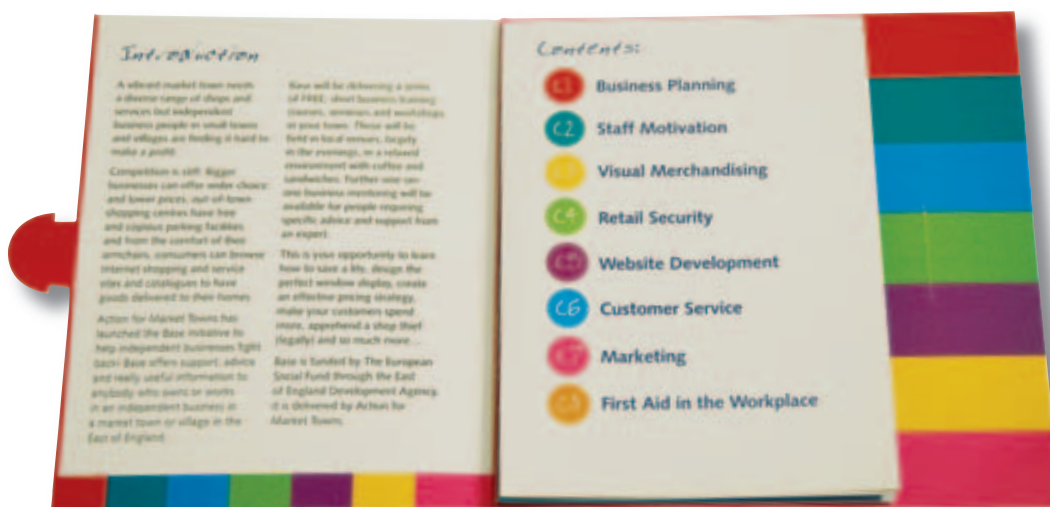 Introduction
A vibrant market town needs
a diverse range of shops and
services but independent
business people in small towns
and villages are finding it hard to
make a profit.
Competition is stiff. Bigger
businesses can offer wider choice
and lower prices, out-of-town
shopping centres have free
and copious parking facilities
and from the comfort of their
armchairs, consumers can browse
internet shopping and service
sites and catalogues to have
goods delivered to their homes.
Action for Market Towns has
launched the Base initiative to
help independent businesses fight
back! Base offers support, advice
and really useful information to
anybody who owns or works
in an independent business in
a market town or village in the
East of England.
Base will be delivering a series
of FREE, short business training
courses, seminars and workshops
in your town. These will be
held in local venues, largely
in the evenings, in a relaxed
environment with coffee and
sandwiches. Further one-on-
one business mentoring will be
available for people requiring
specific advice and support from
an expert.
This is your opportunity to learn
how to save a life, design the
perfect window display, create
an effective pricing strategy,
make your customers spend
more, apprehend a shop thief
(legally) and so much more...
Base is funded by The European
Social Fund through the East
of England Development Agency.
It is delivered by Action for
Market Towns.
Contents:
C1 Business Planning
C2 Staff Motivation
C3 Visual Merchandising
C4 Retail Security
C5 Website Development
C6 Customer Service
C7 Marketing
C8 First Aid in the Workplace